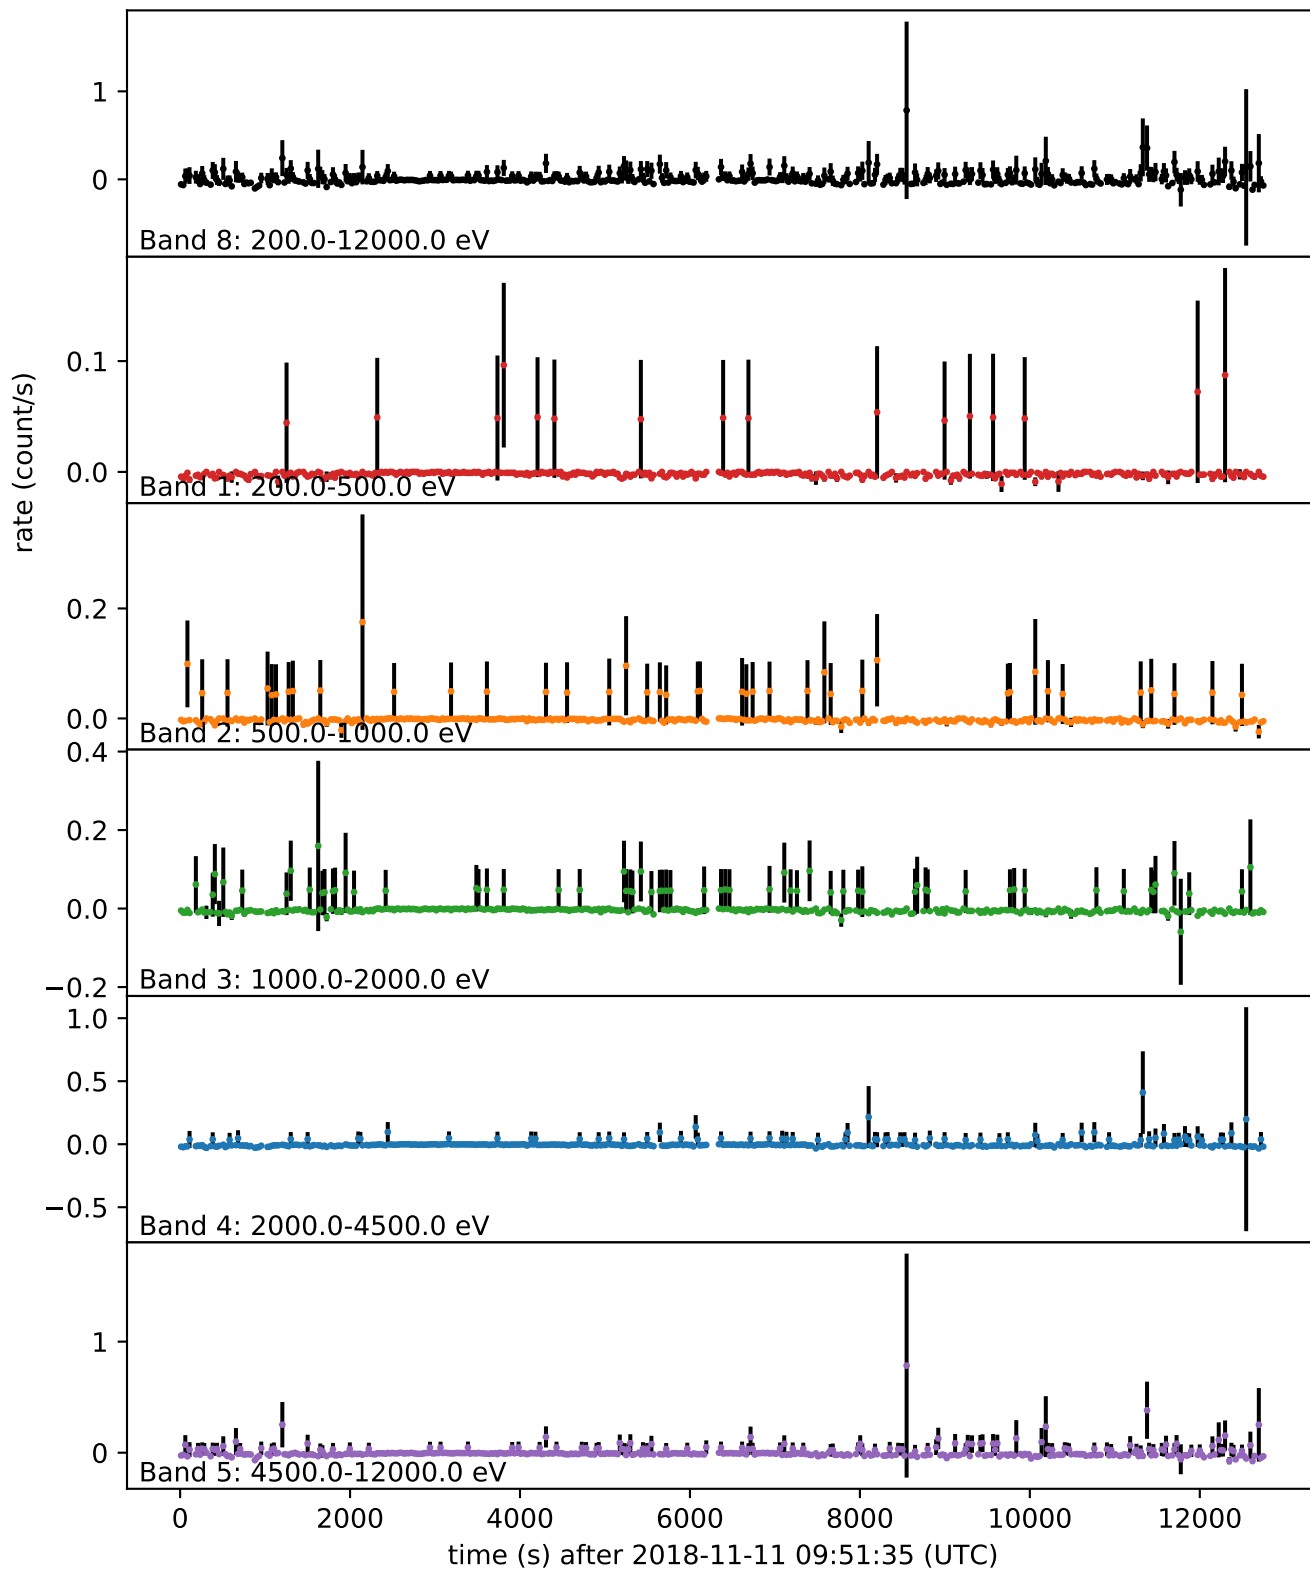 1
0
Band 8: 200.0-12000.0 eV
rate (count/s)
0.1
0.0
Band 1: 200.0-500.0 eV
0.2
0.0
Band 2: 500.0-1000.0 eV
0.4
0.2
0.0
−0.2
Band 3: 1000.0-2000.0 eV
1.0
0.5
0.0
−0.5
Band 4: 2000.0-4500.0 eV
1
0
Band 5: 4500.0-12000.0 eV
0 2000 4000 6000 8000 10000 12000
time (s) after 2018-11-11 09:51:35 (UTC)